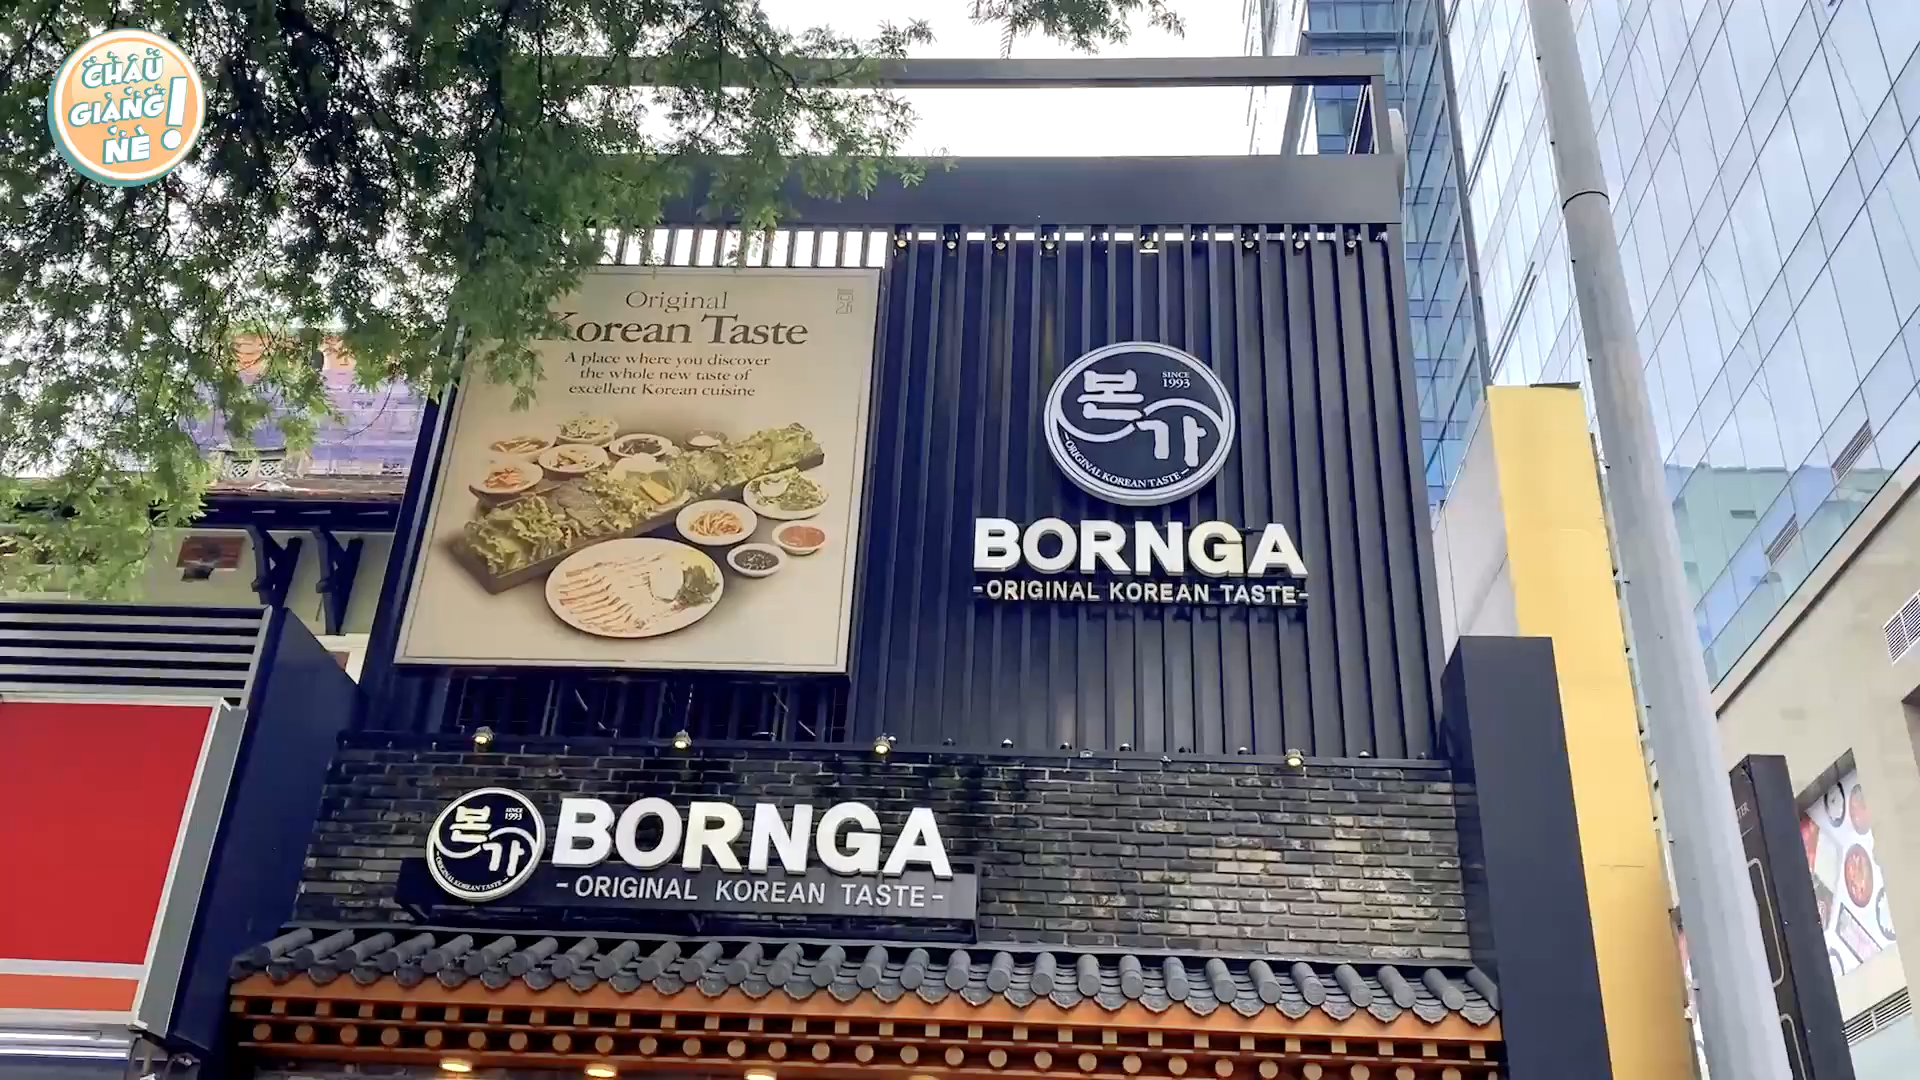 CHÂU
GIANG
NÈ!
Original
Korean Taste
A place where you discover
the whole new taste of
excellent Korean cuisine
SINCE
1993
본
가
ORIGINAL KOREAN TASTE
BORNGA
-ORIGINAL KOREAN TASTE-
SINCE
1993
본
가
ORIGINAL KOREAN TASTE
BORNGA
-ORIGINAL KOREAN TASTE-